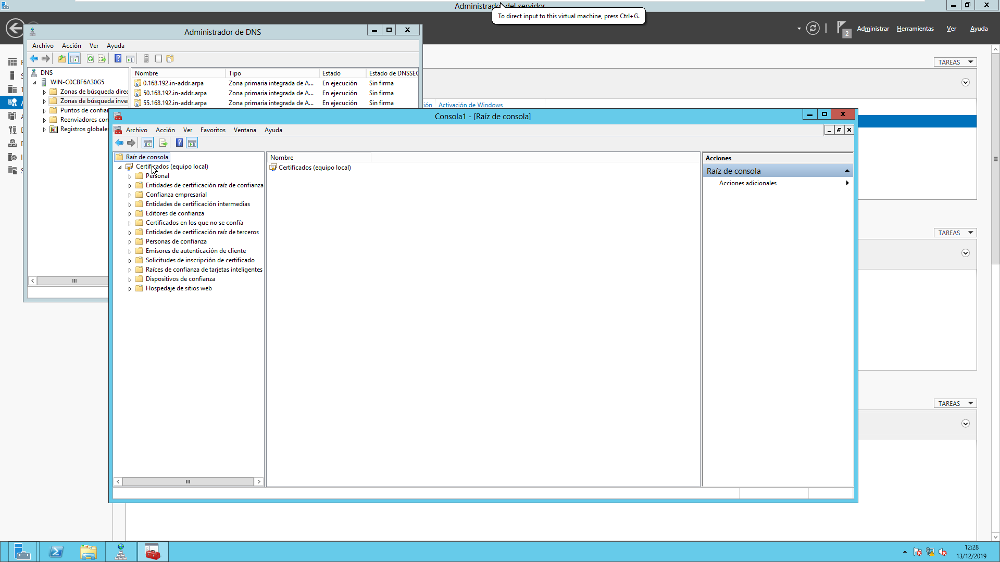 Administrador del servidor
To direct input to this virtual machine, press Ctrl+G.
2
Administrar Herramientas Ver Ayuda
Administrador de DNS
Archivo Acción Ver Ayuda
DNS
WIN-C0CBF6A30G5
Zonas de búsqueda direc
Zonas de búsqueda inver
Puntos de confiar
Reenviadores con
Registros globales
Nombre Tipo Estado Estado de DNSSEC
0.168.192.in-addr.arpa Zona primaria integrada de A... En ejecución Sin firma
50.168.192.in-addr.arpa Zona primaria integrada de A... En ejecución Sin firma
55.168.192.in-addr.arpa Zona primaria integrada de A... En ejecución Sin firma
TAREAS
ión Activación de Windows
Consola1 - [Raíz de consola]
Archivo Acción Ver Favoritos Ventana Ayuda
Raíz de consola
Certificados (equipo local)
Personal
Entidades de certificación raíz de confianza
Confianza empresarial
Entidades de certificación intermedias
Editores de confianza
Certificados en los que no se confía
Entidades de certificación raíz de terceros
Personas de confianza
Emisores de autenticación de cliente
Solicitudes de inscripción de certificado
Raíces de confianza de tarjetas inteligentes
Dispositivos de confianza
Hospedaje de sitios web
Nombre
Certificados (equipo local)
Acciones
Raíz de consola
Acciones adicionales
TAREAS
TAREAS
12:28
13/12/2019